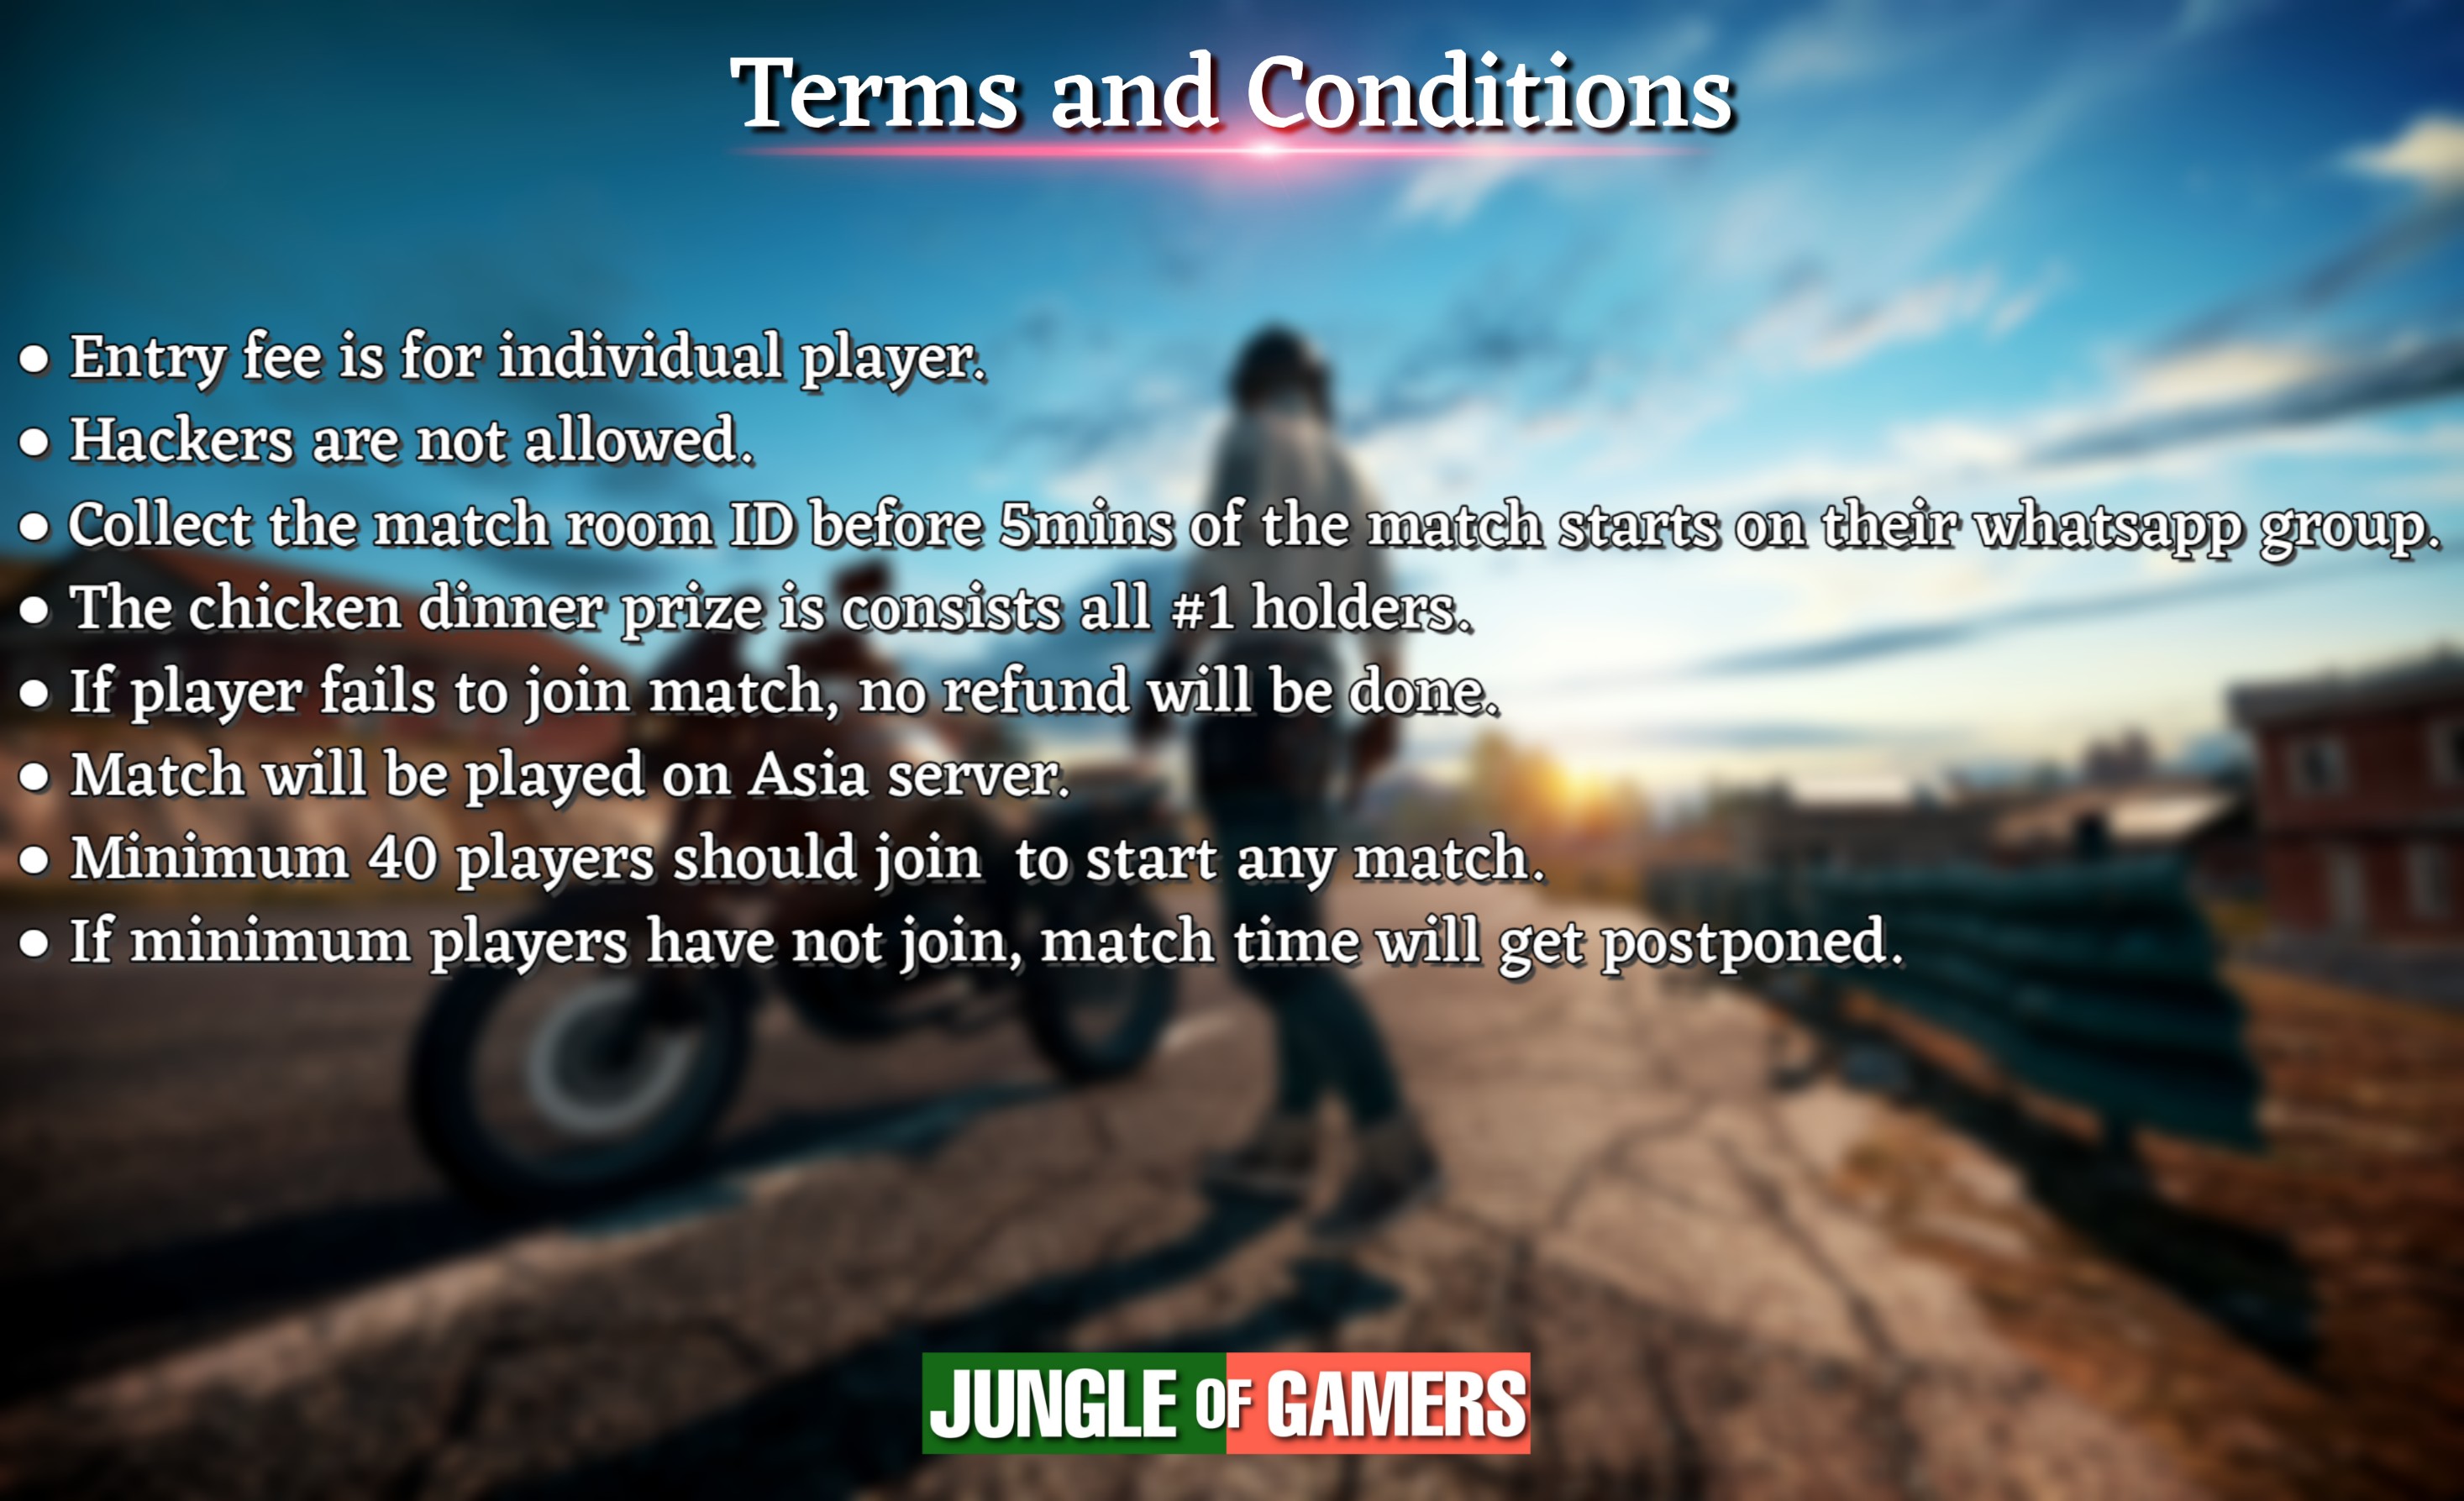 Terms and Conditions
● Entry fee is for individual player.
● Hackers are not allowed.
● Collect the match room ID before 5mins of the match starts on their whatsapp group.
● The chicken dinner prize is consists all #1 holders.
● If player fails to join match, no refund will be done.
● Match will be played on Asia server.
● Minimum 40 players should join  to start any match.
● If minimum players have not join, match time will get postponed.
JUNGLE OF GAMERS